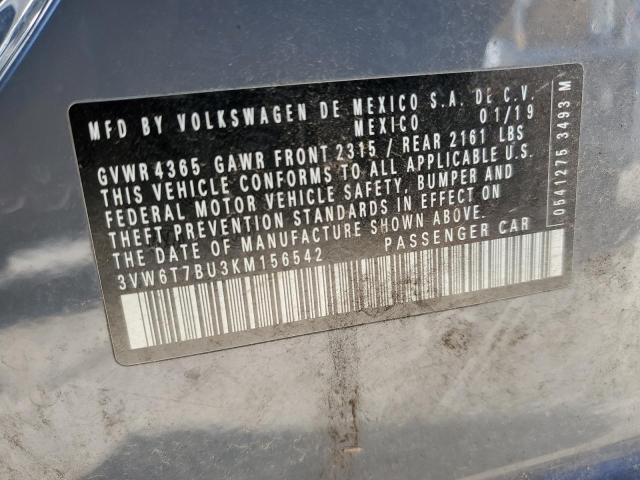 MFD BY VOLKSWAGEN DE MEXICO S.A. DE C.V.
MEXICO 01/19
GVWR 4365 GAWR FRONT 2315 / REAR 2161 LBS
THIS VEHICLE CONFORMS TO ALL APPLICABLE U.S.
FEDERAL MOTOR VEHICLE SAFETY, BUMPER AND
THEFT PREVENTION STANDARDS IN EFFECT ON
THE DATE OF MANUFACTURE SHOWN ABOVE.
3VW6T7BU3KM156542 PASSENGER CAR
0541275 3493 M